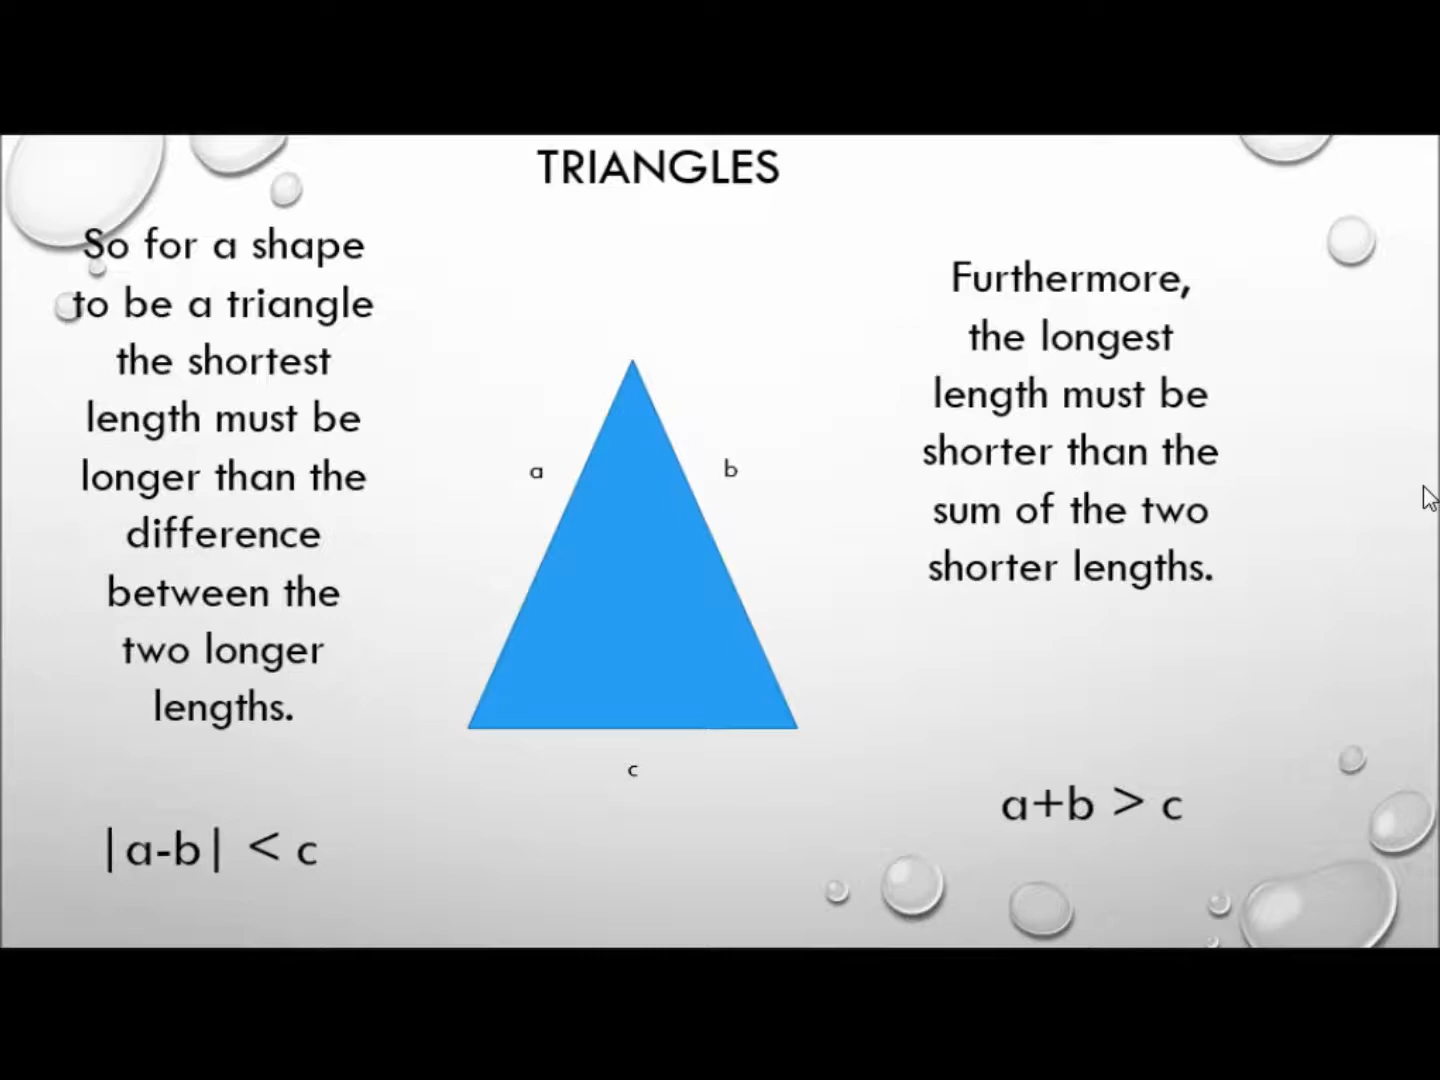 TRIANGLES
So for a shape
to be a triangle
the shortest
length must be
longer than the
difference
between the
two longer
lengths.
|a-b| < c
a
b
c
Furthermore,
the longest
length must be
shorter than the
sum of the two
shorter lengths.
a+b > c